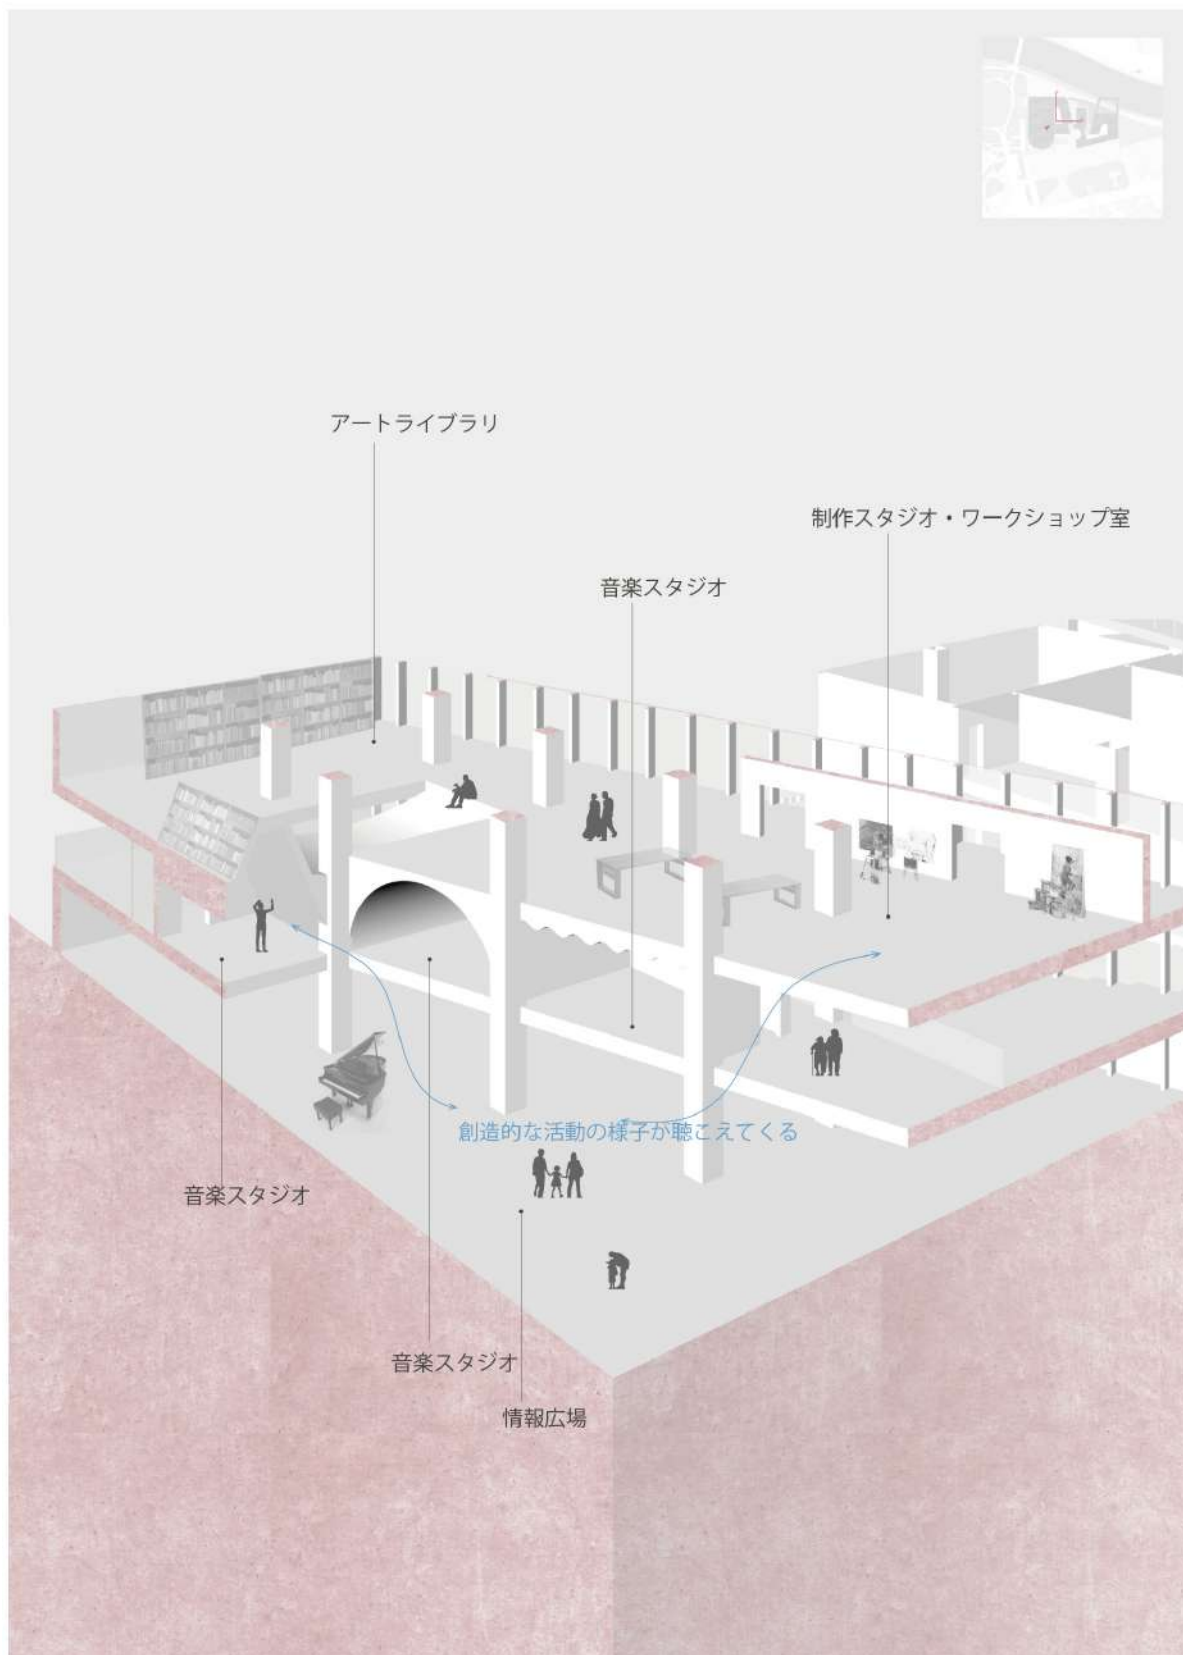 アートライブラリ
制作スタジオ・ワークショップ室
音楽スタジオ
創造的な活動の様子が聴こえてくる
音楽スタジオ
音楽スタジオ
情報広場